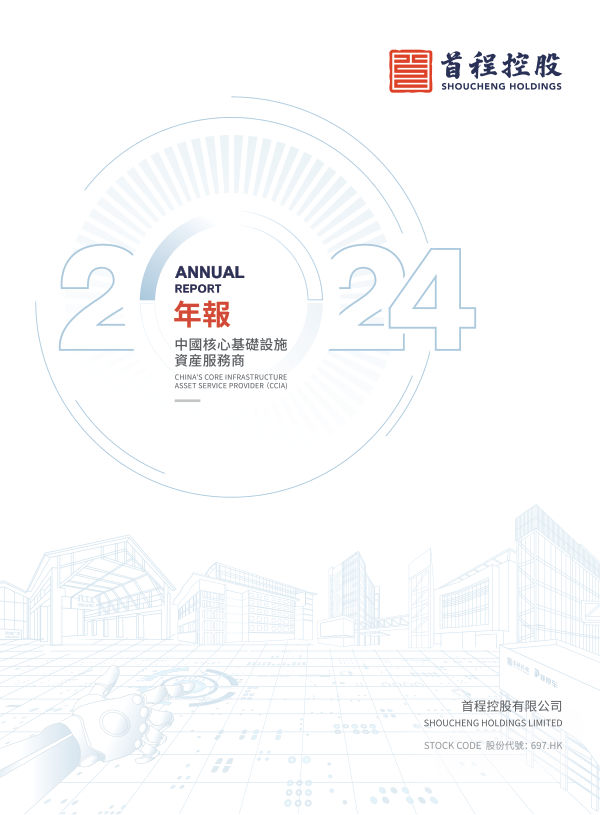 首程控股
SHOUCHENG HOLDINGS
2024
ANNUAL
REPORT
年報
中國核心基礎設施
資產服務商
CHINA'S CORE INFRASTRUCTURE
ASSET SERVICE PROVIDER (CCIA)
首程控股有限公司
SHOUCHENG HOLDINGS LIMITED
STOCK CODE 股份代號: 697.HK